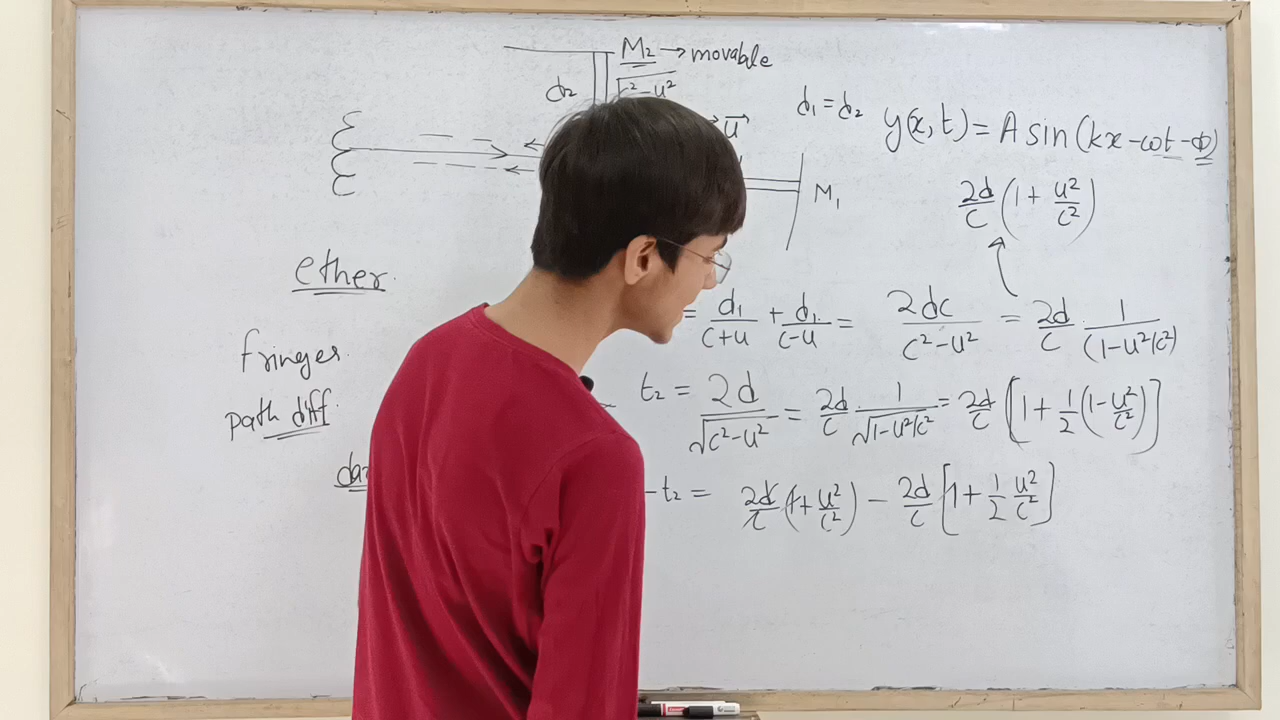 M₂ → movable
d₂
√c²-u²
d₁ = d₂
y(x,t) = A sin(kx-ωt-Φ)
u⃗
M₁
2d/c (1 + u²/c²)
ether.
= d₁/(c+u) + d₁/(c-u) = 2dc/(c²-u²) = 2d/c 1/(1-u²/c²)
fringes.
t₂ = 2d/√(c²-u²) = 2d/c 1/√(1-u²/c²) = 2d/c [1 + 1/2 (1-u²/c²)]
path diff.
-t₂ = 2d/c (1+u²/c²) - 2d/c [1 + 1/2 u²/c²]